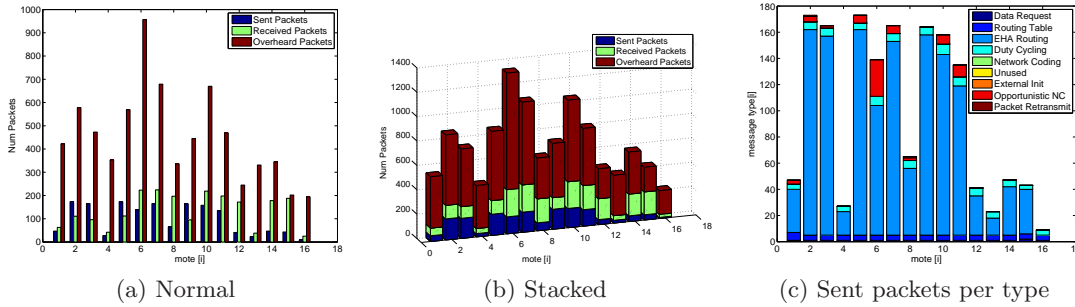 1000
900
800
700
600
500
400
300
200
100
0
Num Packets
0 2 4 6 8 10 12 14 16 18
mote [i]
Sent Packets
Received Packets
Overheard Packets
(a) Normal
1400
1200
1000
800
600
400
200
0
Num Packets
0 2 4 6 8 10 12 14 16 18
mote [i]
Sent Packets
Received Packets
Overheard Packets
(b) Stacked
180
160
140
120
100
80
60
40
20
0
message type[i]
2 4 6 8 10 12 14 16 18
mote [i]
Data Request
Routing Table
EHA Routing
Duty Cycling
Network Coding
Unused
External Init
Opportunistic NC
Packet Retransmit
(c) Sent packets per type